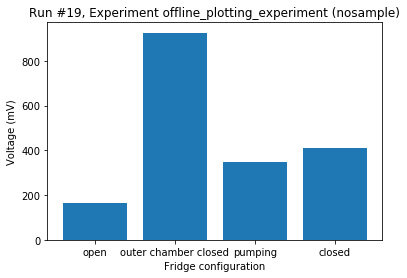 Run #19, Experiment offline_plotting_experiment (nosample)
800
600
400
200
0
Voltage (mV)
open
outer chamber closed
pumping
closed
Fridge configuration